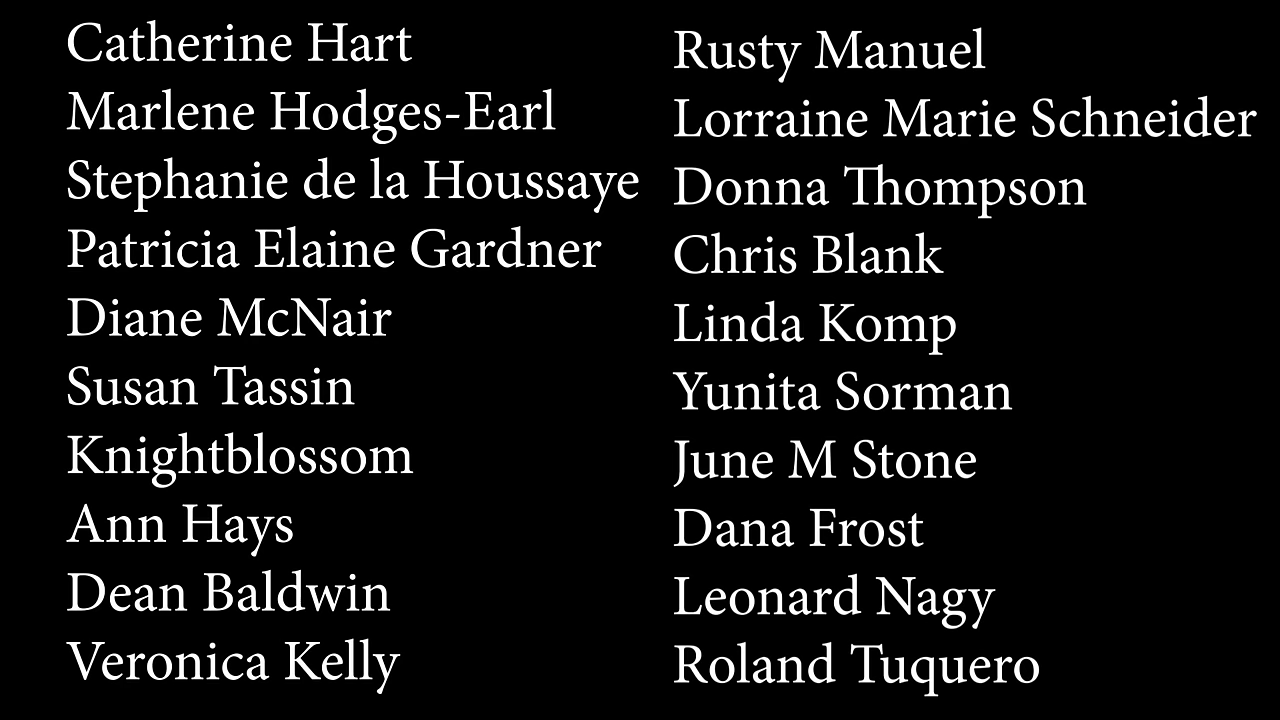 Catherine Hart
Marlene Hodges-Earl
Stephanie de la Houssaye
Patricia Elaine Gardner
Diane McNair
Susan Tassin
Knightblossom
Ann Hays
Dean Baldwin
Veronica Kelly
Rusty Manuel
Lorraine Marie Schneider
Donna Thompson
Chris Blank
Linda Komp
Yunita Sorman
June M Stone
Dana Frost
Leonard Nagy
Roland Tuquero